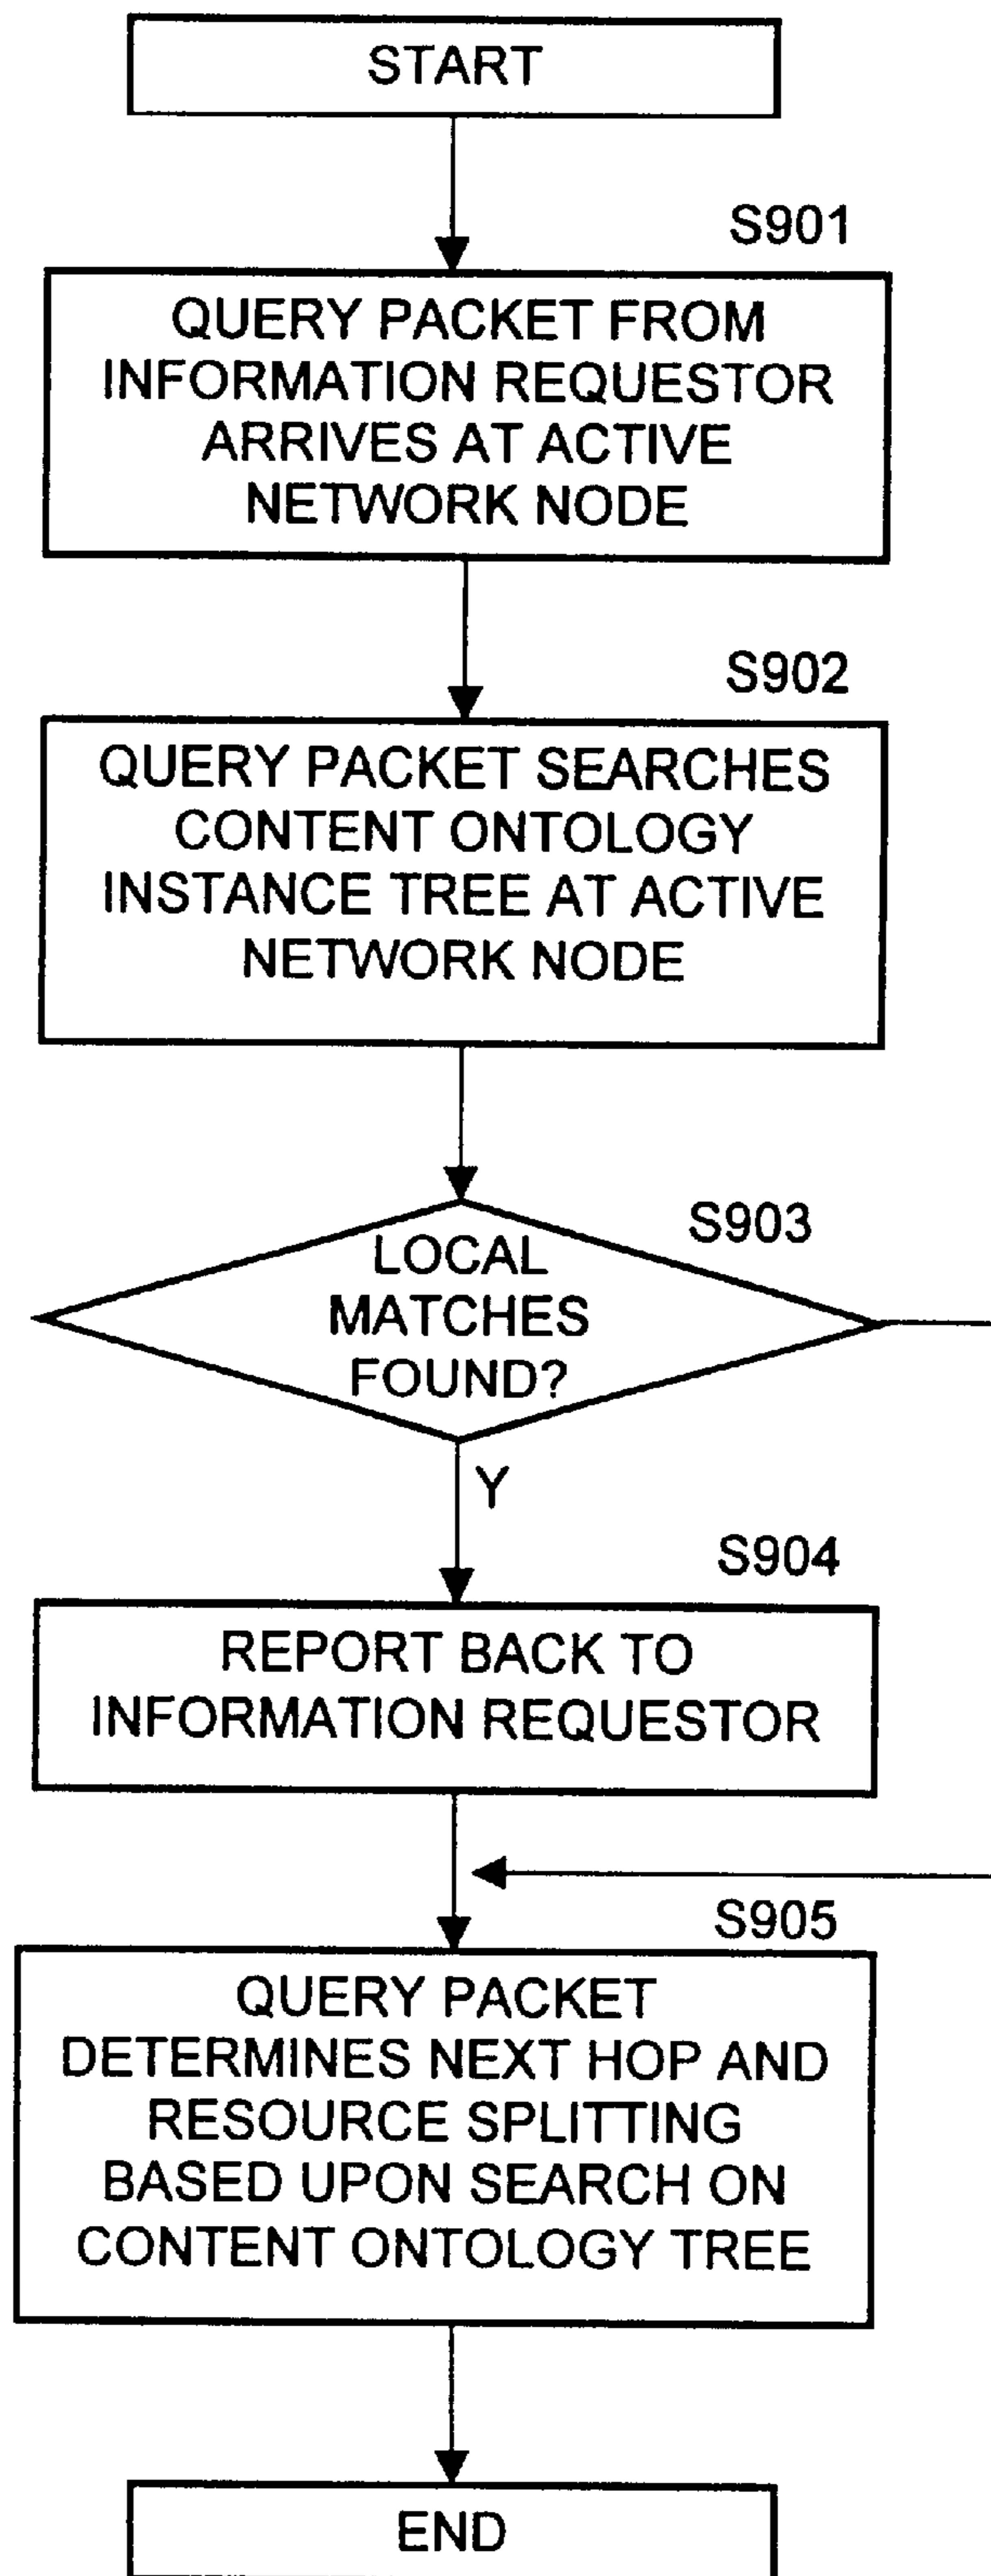 START
S901
QUERY PACKET FROM
INFORMATION REQUESTOR
ARRIVES AT ACTIVE
NETWORK NODE
S902
QUERY PACKET SEARCHES
CONTENT ONTOLOGY
INSTANCE TREE AT ACTIVE
NETWORK NODE
S903
LOCAL
MATCHES
FOUND?
Y
S904
REPORT BACK TO
INFORMATION REQUESTOR
S905
QUERY PACKET
DETERMINES NEXT HOP AND
RESOURCE SPLITTING
BASED UPON SEARCH ON
CONTENT ONTOLOGY TREE
END